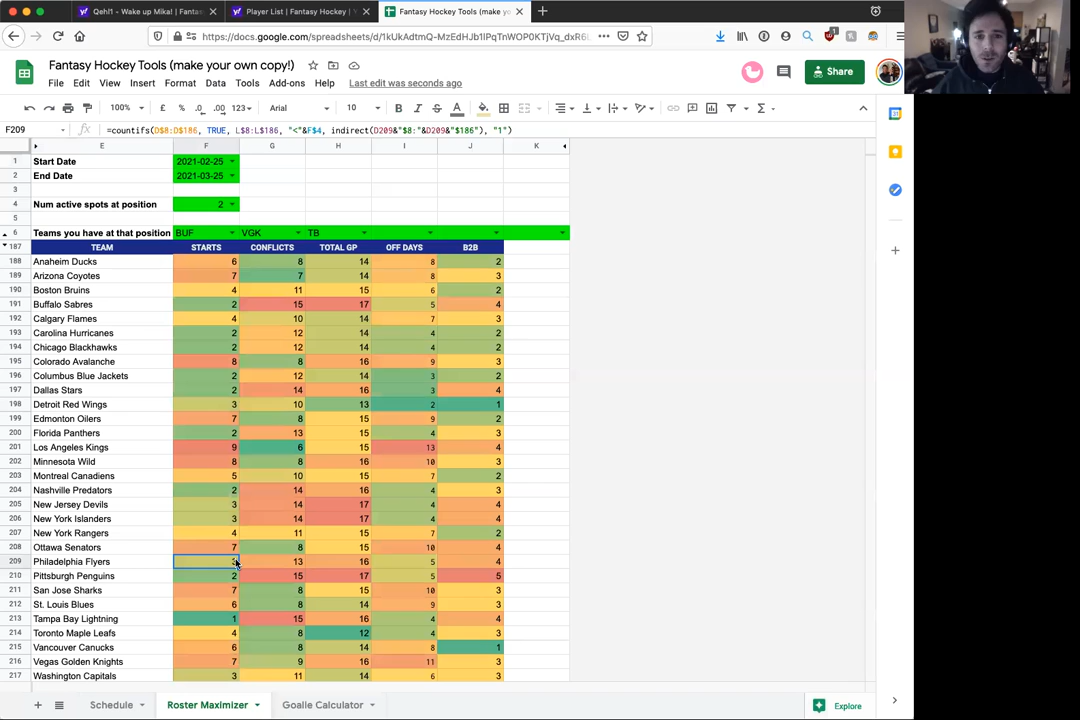 Qehl1 - Wake up Mika! | Fantas
Player List | Fantasy Hockey | Y
Fantasy Hockey Tools (make you
https://docs.google.com/spreadsheets/d/1kUkAdtmQ-MzEdHJb1IPqTnWOP0KTjVq_dxR6
Fantasy Hockey Tools (make your own copy!)
File Edit View Insert Format Data Tools Add-ons Help Last edit was seconds ago
Share
100% £ % .0 .00 123 Arial 10 B I S A
F209 fx =countifs(D$8:D$186, TRUE, L$8:L$186, "<"&F$4, indirect(D209&"$8:"&D209&"$186"), "1")
E F G H I J K
1 Start Date 2021-02-25
2 End Date 2021-03-25
3
4 Num active spots at position 2
5
6 Teams you have at that position BUF VGK TB
187 TEAM STARTS CONFLICTS TOTAL GP OFF DAYS B2B
188 Anaheim Ducks 6 8 14 8 2
189 Arizona Coyotes 7 7 14 8 3
190 Boston Bruins 4 11 15 6 2
191 Buffalo Sabres 2 15 17 5 4
192 Calgary Flames 4 10 14 7 3
193 Carolina Hurricanes 2 12 14 4 2
194 Chicago Blackhawks 2 12 14 4 2
195 Colorado Avalanche 8 8 16 9 3
196 Columbus Blue Jackets 2 12 14 3 2
197 Dallas Stars 2 14 16 3 4
198 Detroit Red Wings 3 10 13 2 1
199 Edmonton Oilers 7 8 15 9 2
200 Florida Panthers 2 13 15 4 3
201 Los Angeles Kings 9 6 15 13 4
202 Minnesota Wild 8 8 16 10 3
203 Montreal Canadiens 5 10 15 7 2
204 Nashville Predators 2 14 16 4 3
205 New Jersey Devils 3 14 17 4 4
206 New York Islanders 3 14 17 4 4
207 New York Rangers 4 11 15 7 2
208 Ottawa Senators 7 8 15 10 4
209 Philadelphia Flyers 3 13 16 5 4
210 Pittsburgh Penguins 2 15 17 5 5
211 San Jose Sharks 7 8 15 10 3
212 St. Louis Blues 6 8 14 9 3
213 Tampa Bay Lightning 1 15 16 4 4
214 Toronto Maple Leafs 4 8 12 4 3
215 Vancouver Canucks 6 8 14 8 1
216 Vegas Golden Knights 7 9 16 11 3
217 Washington Capitals 3 11 14 6 3
Schedule Roster Maximizer Goalie Calculator Explore